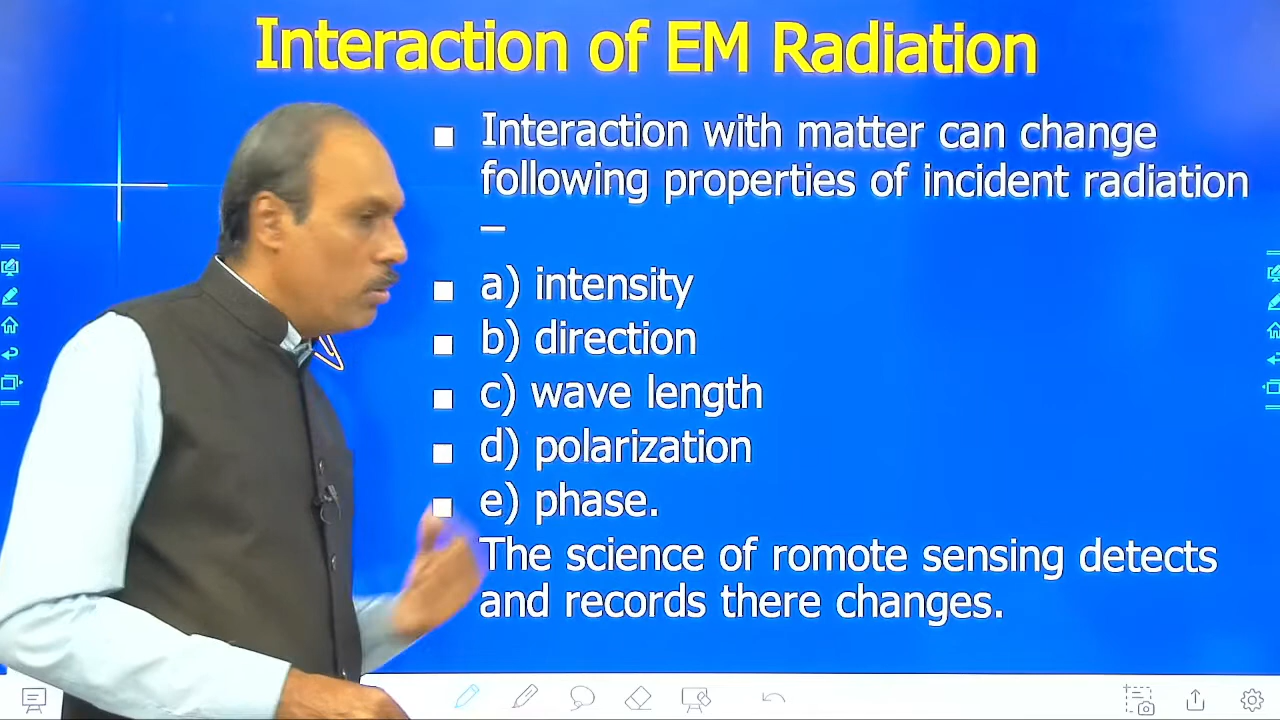 Interaction of EM Radiation
Interaction with matter can change
following properties of incident radiation
–
a) intensity
b) direction
c) wave length
d) polarization
e) phase.
The science of romote sensing detects
and records there changes.